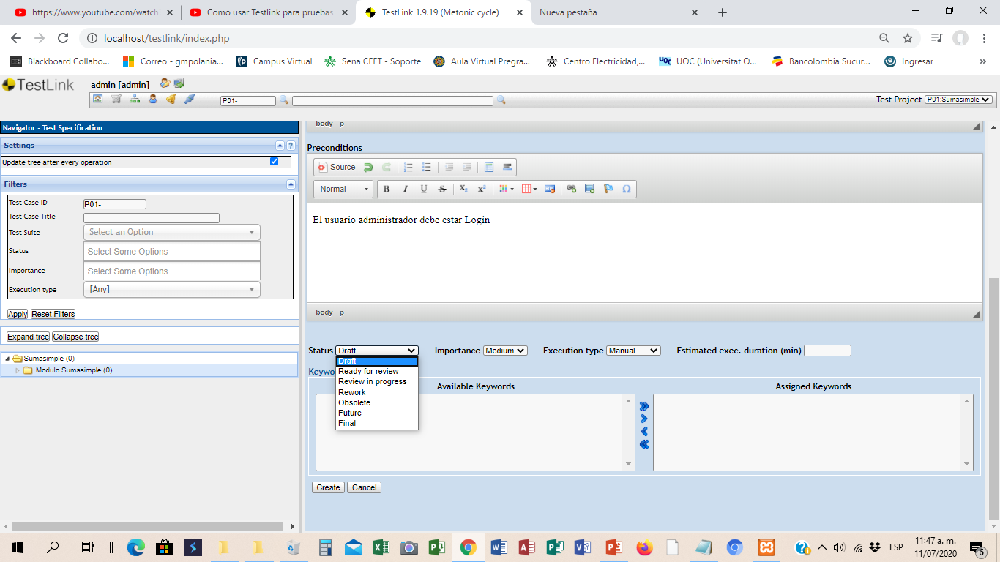 https://www.youtube.com/watch
Como usar Testlink para pruebas
TestLink 1.9.19 (Metonic cycle)
Nueva pestaña
localhost/testlink/index.php
Blackboard Collabo...
Correo - gmpolania...
Campus Virtual
Sena CEET - Soporte
Aula Virtual Pregra...
Centro Electricidad,...
UOC (Universitat O...
Bancolombia Sucur...
Ingresar
TestLink
admin [admin]
P01-
Test Project P01:Sumasimple
Navigator - Test Specification
Settings
Update tree after every operation
Filters
Test Case ID P01-
Test Case Title
Test Suite Select an Option
Status Select Some Options
Importance Select Some Options
Execution type [Any]
Apply Reset Filters
Expand tree Collapse tree
Sumasimple (0)
Modulo Sumasimple (0)
body p
Preconditions
Source
Normal
B I U S X₂ X² Ω
El usuario administrador debe estar Login
body p
Status Draft Importance Medium Execution type Manual Estimated exec. duration (min)
Draft
Ready for review
Review in progress
Rework
Obsolete
Future
Final
Keywo
Available Keywords Assigned Keywords
Create Cancel
ESP
11:47 a. m.
11/07/2020
6